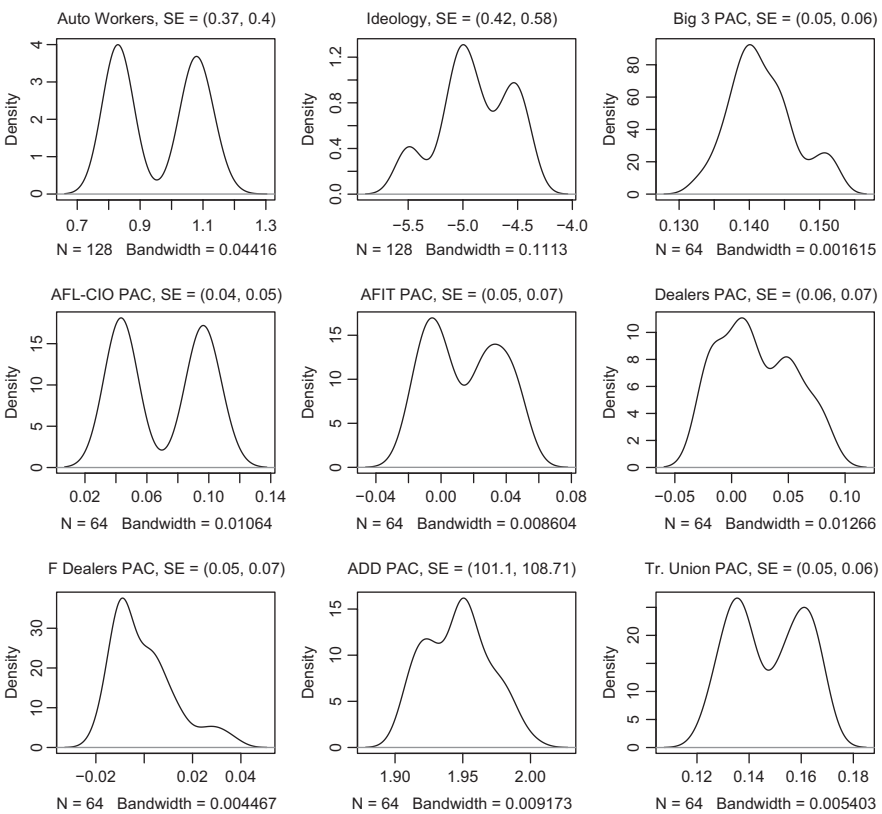 Auto Workers, SE = (0.37, 0.4)
Density
0 1 2 3 4
0.7 0.9 1.1 1.3
N = 128 Bandwidth = 0.04416
Ideology, SE = (0.42, 0.58)
Density
0.0 0.4 0.8 1.2
−5.5 −5.0 −4.5 −4.0
N = 128 Bandwidth = 0.1113
Big 3 PAC, SE = (0.05, 0.06)
Density
0 20 40 60 80
0.130 0.140 0.150
N = 64 Bandwidth = 0.001615
AFL-CIO PAC, SE = (0.04, 0.05)
Density
0 5 10 15
0.02 0.06 0.10 0.14
N = 64 Bandwidth = 0.01064
AFIT PAC, SE = (0.05, 0.07)
Density
0 5 10 15
−0.04 0.00 0.04 0.08
N = 64 Bandwidth = 0.008604
Dealers PAC, SE = (0.06, 0.07)
Density
0 2 4 6 8 10
−0.05 0.00 0.05 0.10
N = 64 Bandwidth = 0.01266
F Dealers PAC, SE = (0.05, 0.07)
Density
0 10 20 30
−0.02 0.02 0.04
N = 64 Bandwidth = 0.004467
ADD PAC, SE = (101.1, 108.71)
Density
0 5 10 15
1.90 1.95 2.00
N = 64 Bandwidth = 0.009173
Tr. Union PAC, SE = (0.05, 0.06)
Density
0 5 10 20
0.12 0.14 0.16 0.18
N = 64 Bandwidth = 0.005403